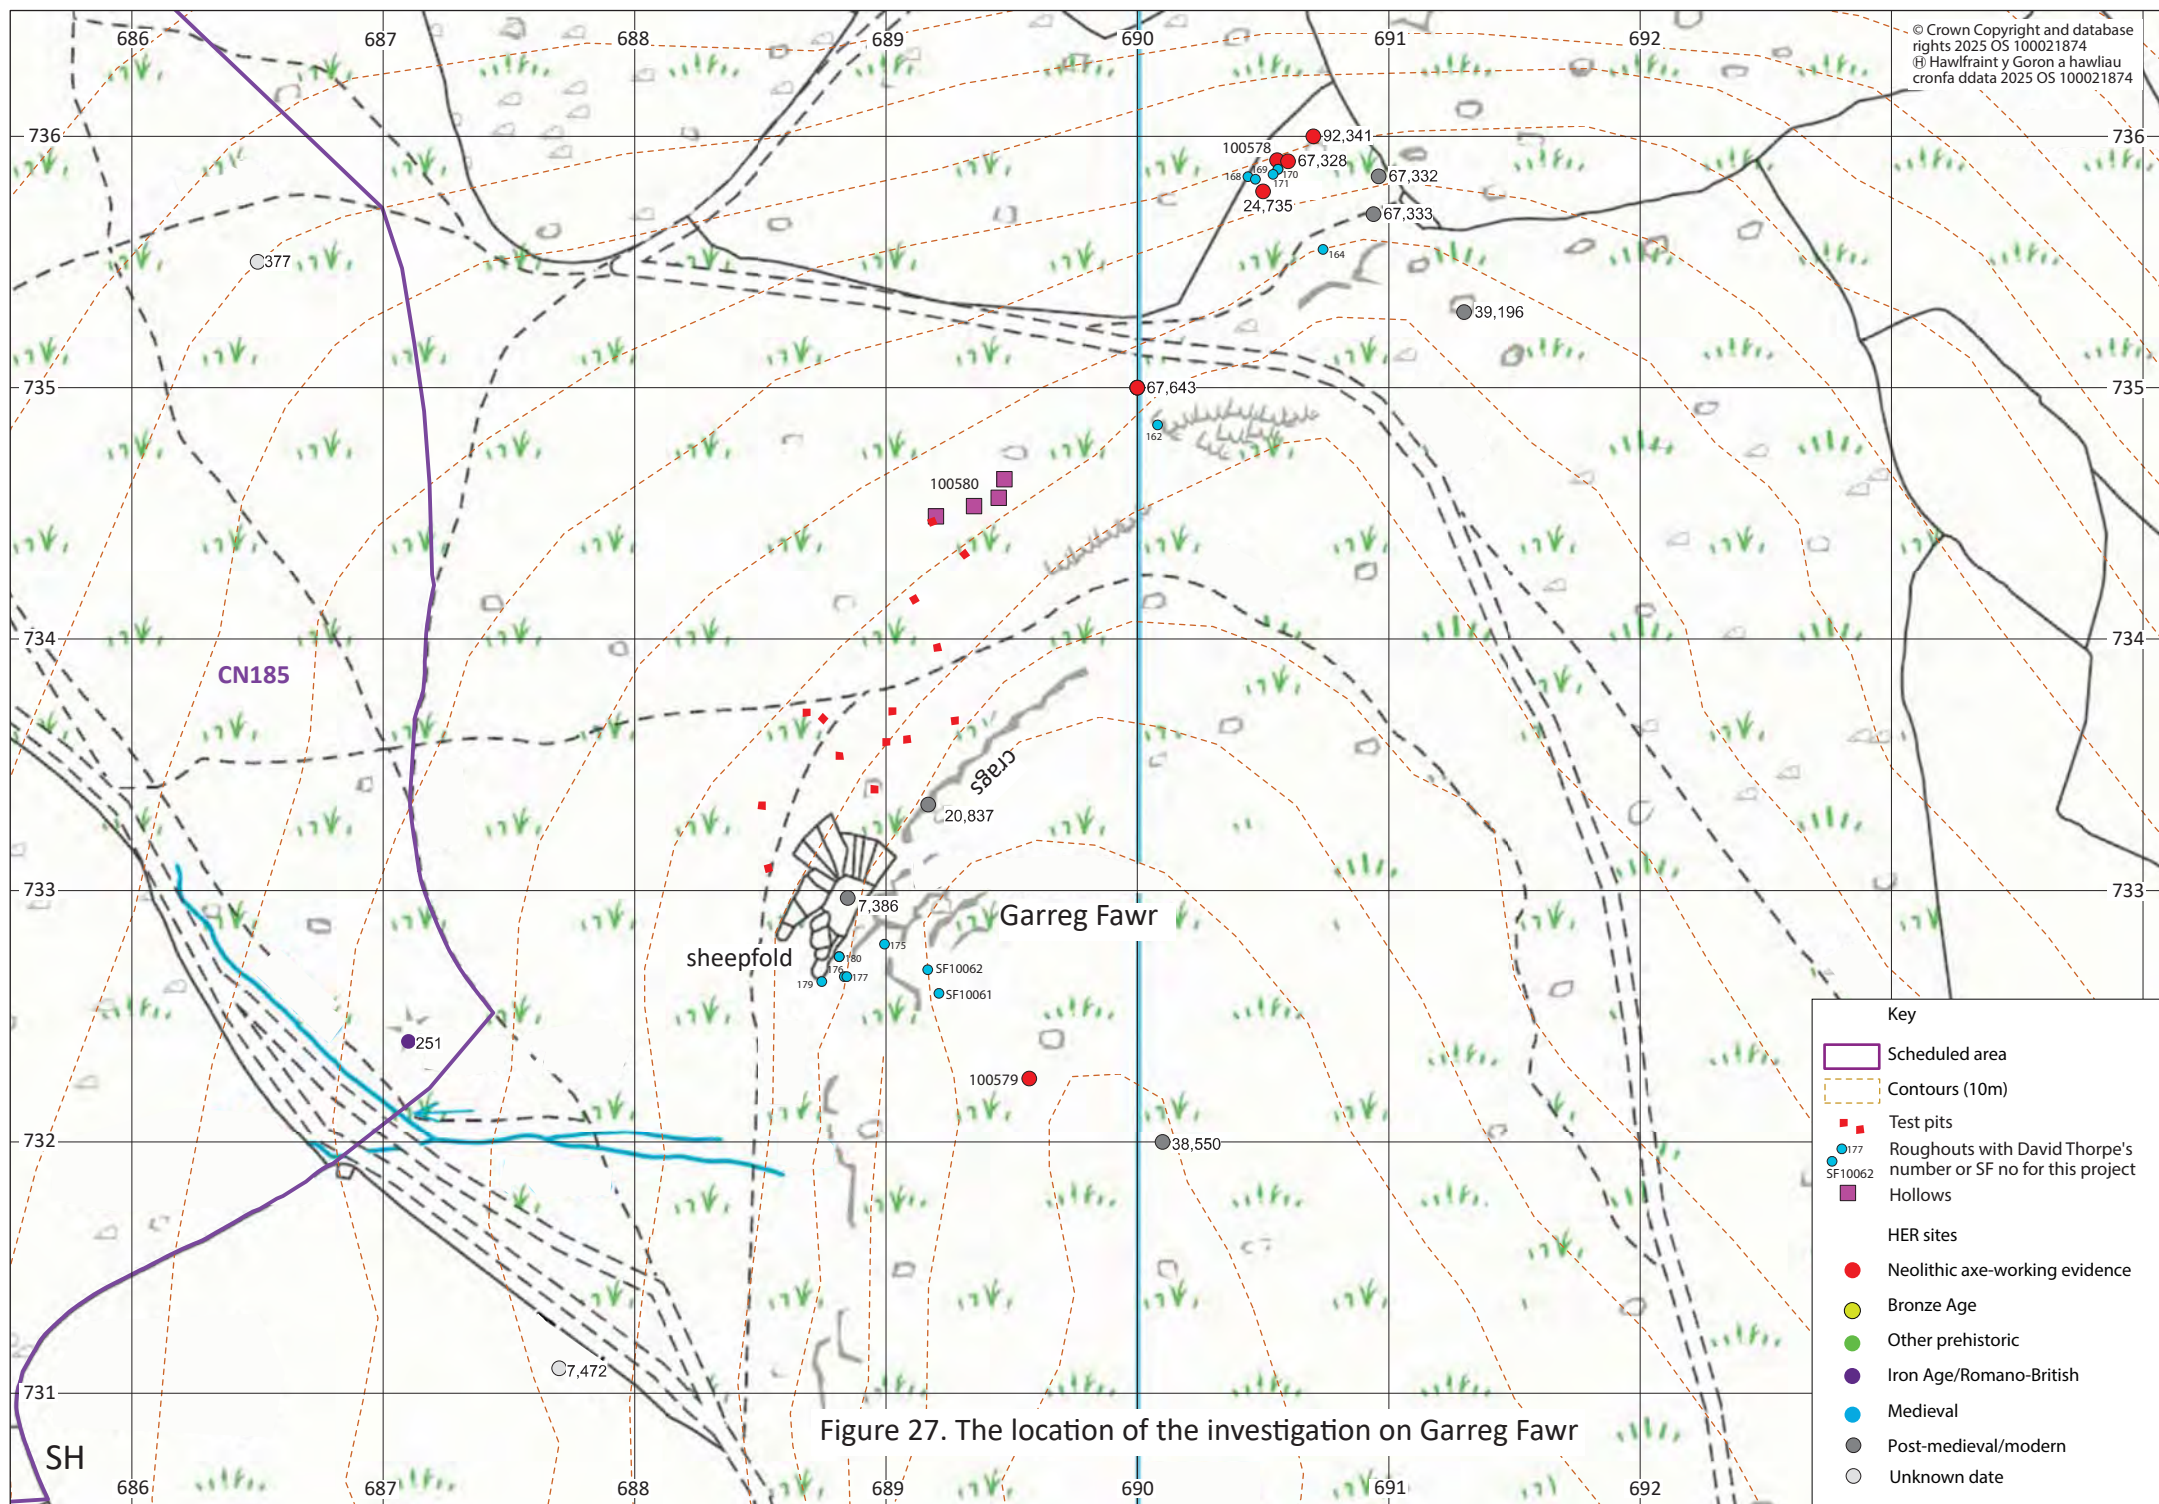 686
687
688
689
690
691
692
© Crown Copyright and database
rights 2025 OS 100021874
Ⓗ Hawlfraint y Goron a hawliau
cronfa ddata 2025 OS 100021874
736
92,341
736
100578
67,328
168
169
170
171
67,332
24,735
67,333
377
164
39,196
735
67,643
735
162
100580
734
734
CN185
crags
20,837
733
733
7,386
Garreg Fawr
175
sheepfold
180
176
177
179
SF10062
SF10061
251
100579
732
38,550
7,472
731
Key
Scheduled area
Contours (10m)
Test pits
177
Roughouts with David Thorpe's
number or SF no for this project
SF10062
Hollows
HER sites
Neolithic axe-working evidence
Bronze Age
Other prehistoric
Iron Age/Romano-British
Medieval
Post-medieval/modern
Unknown date
Figure 27. The location of the investigation on Garreg Fawr
SH
686
687
688
689
690
691
692